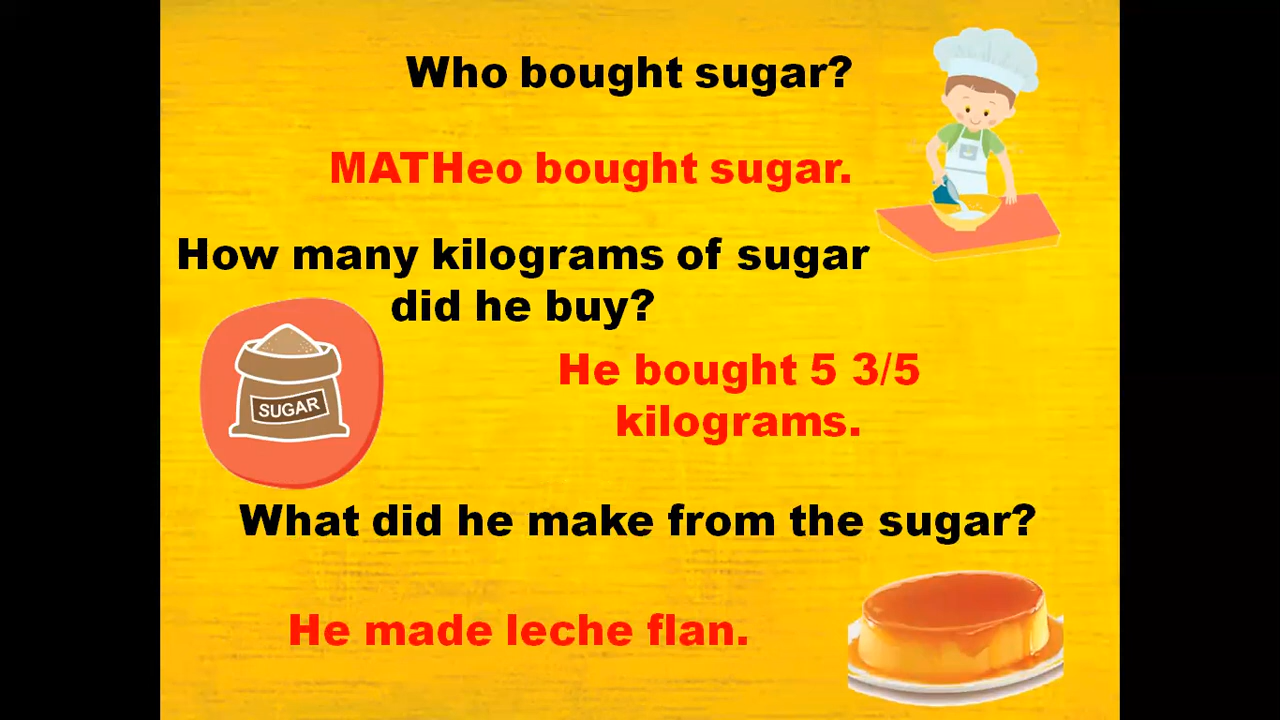 Who bought sugar?
MATHeo bought sugar.
How many kilograms of sugar
did he buy?
He bought 5 3/5
kilograms.
SUGAR
What did he make from the sugar?
He made leche flan.